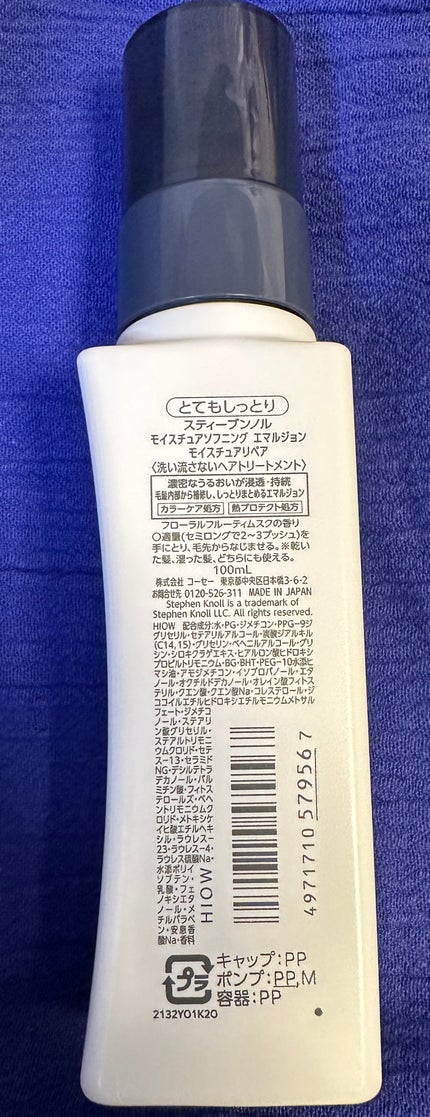 とてもしっとり
スティーブンノル
モイスチュアソフニング エマルジョン
モイスチュアリペア
〈洗い流さないヘアトリートメント〉
濃密なうるおいが浸透・持続
毛髪内部から補修し、しっとりまとめるエマルジョン
カラーケア処方 熱プロテクト処方
フローラルフルーティムスクの香り
○適量(セミロングで2~3プッシュ)を
手にとり、毛先からなじませる。※乾い
た髪、湿った髪、どちらにも使える。
100mL
株式会社 コーセー 東京都中央区日本橋3-6-2
お問合せ先 0120-526-311 MADE IN JAPAN
Stephen Knoll is a trademark of
Stephen Knoll LLC. All rights reserved.
HIOW 配合成分:水・PG・ジメチコン・PPG-9ジ
グリセリル・セテアリルアルコール・炭酸ジアルキル
(C14,15)・グリセリン・ベヘニルアルコール・グリ
シン・シロキクラゲエキス・ヒアルロン酸ヒドロキシ
プロピルトリモニウム・BG・BHT・PEG-10水添ヒ
マシ油・アモジメチコン・イソプロパノール・エタ
ノール・オクチルドデカノール・オレイン酸フィトス
テリル・クエン酸・クエン酸Na・コレステロール・ジ
ココイルエチルヒドロキシエチルモニウムメトサル
フェート・ジメチコ
ノール・ステアリ
ン酸グリセリル・
ステアルトリモニ
ウムクロリド・セテ
ス-13・セラミド
NG・デシルテトラ
デカノール・パル
ミチン酸・フィトス
テロールズ・ベヘ
ントリモニウムク
ロリド・メトキシケ
イヒ酸エチルヘキ
シル・ラウレス-
23・ラウレス-4・
ラウレス硫酸Na・
水添ポリイ
ソブテン・
乳酸・フェ
ノキシエタ
ノール・メ
チルパラベ
ン・安息香
酸Na・香料
HIOW
4971710 579567
プラ
キャップ:PP
ポンプ:PP,M
容器:PP
2132YO1K2O